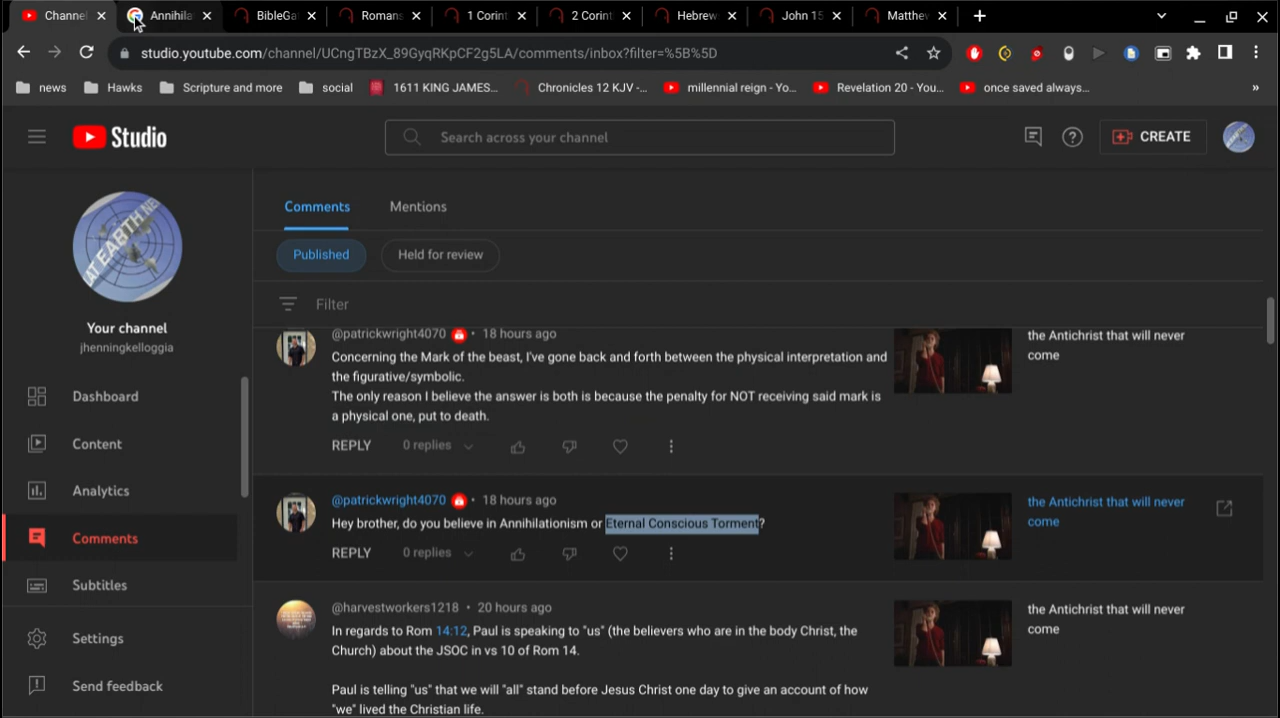 Channel
Annihila
BibleGa
Romans
1 Corint
2 Corint
Hebrew
John 15
Matthew
studio.youtube.com/channel/UCngTBzX_89GyqRKpCF2g5LA/comments/inbox?filter=%5B%5D
news
Hawks
Scripture and more
social
1611 KING JAMES...
Chronicles 12 KJV -...
millennial reign - Yo...
Revelation 20 - You...
once saved always...
»
Studio
Search across your channel
CREATE
AT EARTH NE
Your channel
jhenningkelloggia
Dashboard
Content
Analytics
Comments
Subtitles
Settings
Send feedback
Comments
Mentions
Published
Held for review
Filter
@patrickwright4070 • 18 hours ago
Concerning the Mark of the beast, I've gone back and forth between the physical interpretation and
the figurative/symbolic.
The only reason I believe the answer is both is because the penalty for NOT receiving said mark is
a physical one, put to death.
REPLY 0 replies
the Antichrist that will never
come
@patrickwright4070 • 18 hours ago
Hey brother, do you believe in Annihilationism or Eternal Conscious Torment?
REPLY 0 replies
the Antichrist that will never
come
@harvestworkers1218 • 20 hours ago
In regards to Rom 14:12, Paul is speaking to "us" (the believers who are in the body Christ, the
Church) about the JSOC in vs 10 of Rom 14.
Paul is telling "us" that we will "all" stand before Jesus Christ one day to give an account of how
"we" lived the Christian life.
the Antichrist that will never
come